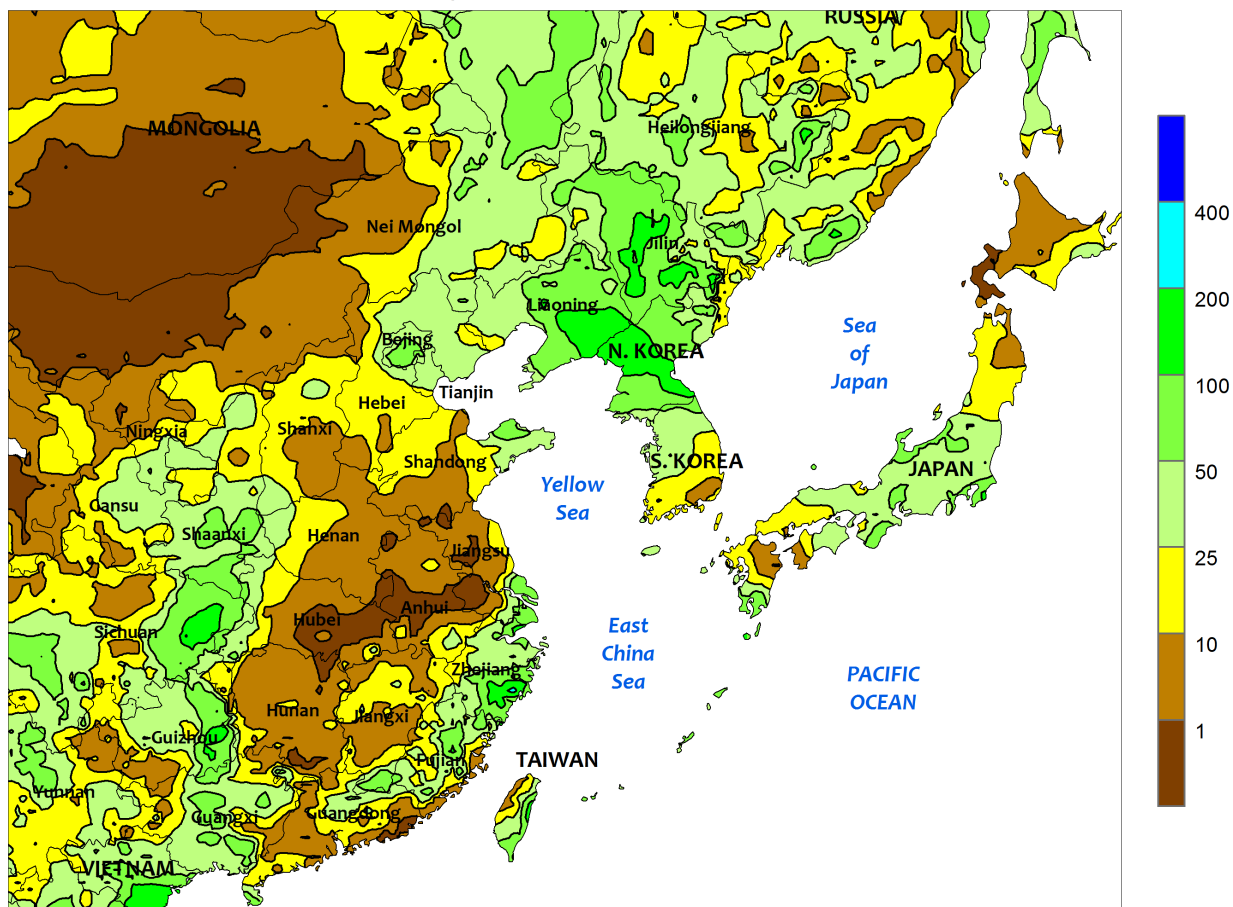 RUSSIA
MONGOLIA
Heilongjiang
Nei Mongol
Jilin
Liaoning
Beijing
N. KOREA
Sea
of
Japan
Tianjin
Hebei
Ningxia
Shanxi
Shandong
S. KOREA
JAPAN
Yellow
Sea
Gansu
Shaanxi
Henan
Jiangsu
Anhui
Hubei
Sichuan
East
China
Sea
Zhejiang
PACIFIC
OCEAN
Hunan
Jiangxi
Guizhou
Fujian
TAIWAN
Yunnan
Guangxi
Guangdong
VIETNAM
400
200
100
50
25
10
1